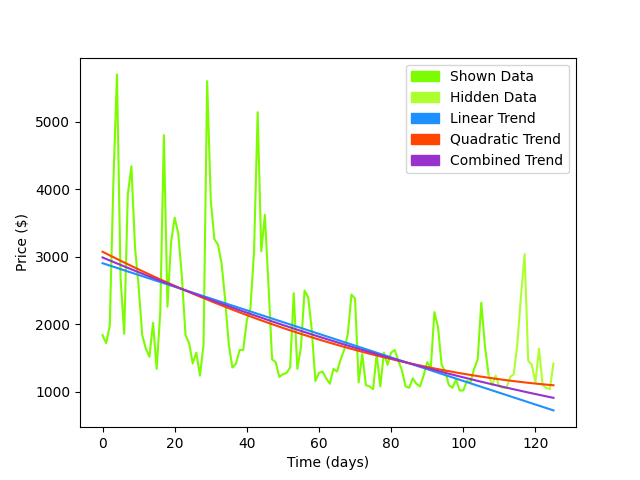 Shown Data
Hidden Data
Linear Trend
Quadratic Trend
Combined Trend
5000
4000
3000
2000
1000
Price ($)
0 20 40 60 80 100 120
Time (days)